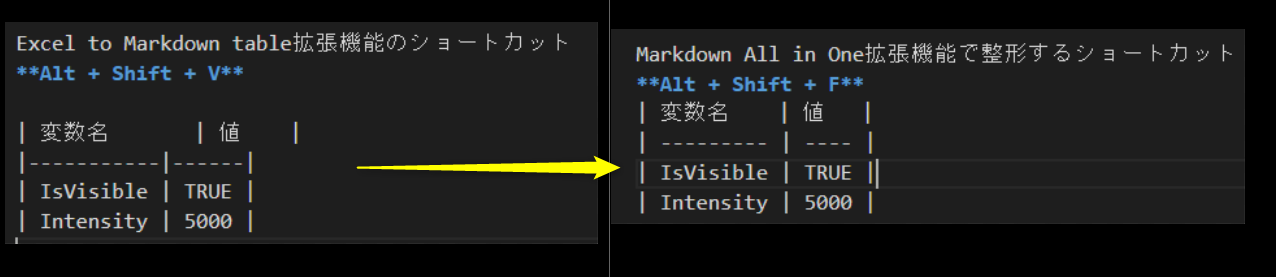 Excel to Markdown table拡張機能のショートカット
**Alt + Shift + V**
| 変数名       | 値    |
|-----------|------|
| IsVisible | TRUE |
| Intensity | 5000 |
Markdown All in One拡張機能で整形するショートカット
**Alt + Shift + F**
| 変数名    | 値   |
| --------- | ---- |
| IsVisible | TRUE |
| Intensity | 5000 |